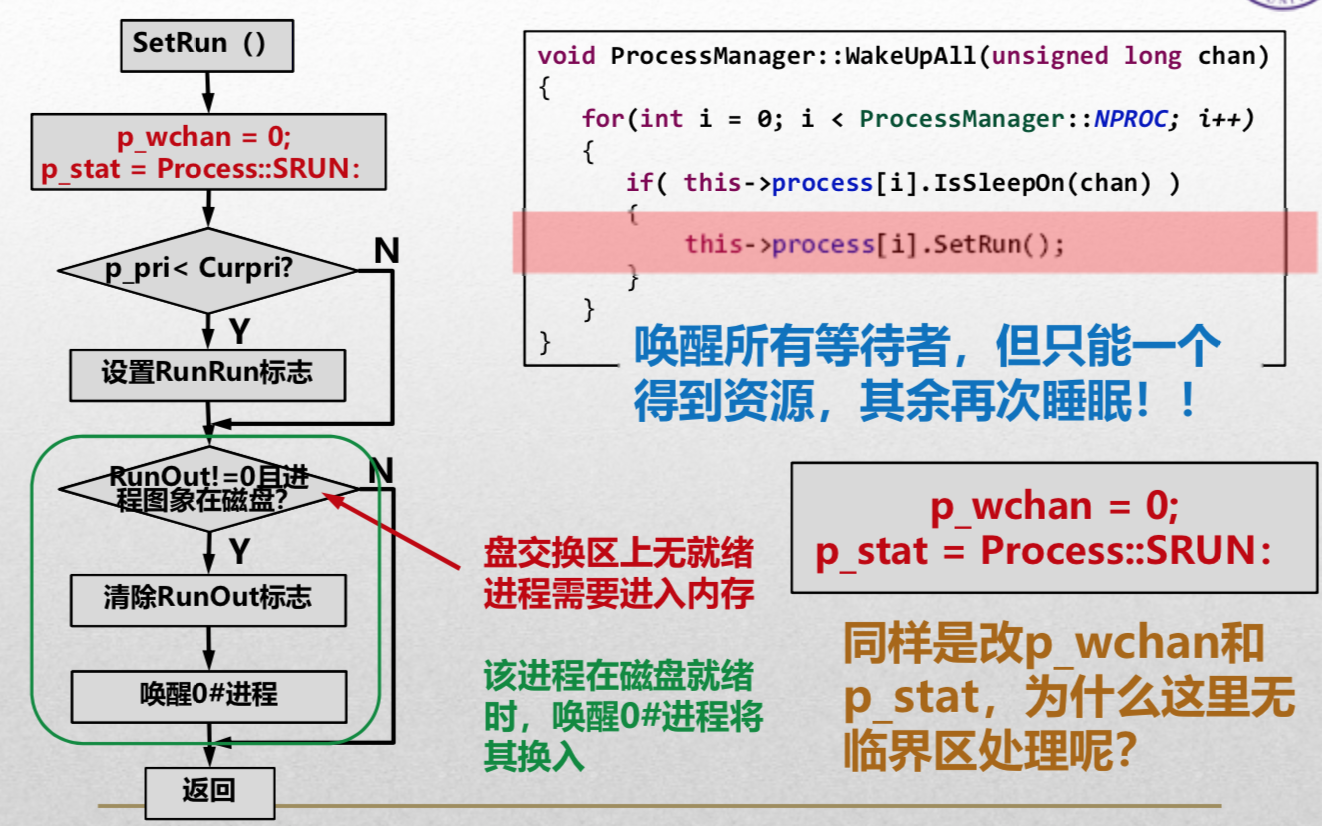 SetRun（）
p_wchan = 0;
p_stat = Process::SRUN：
p_pri< Curpri?
N
Y
设置RunRun标志
RunOut!=0且进
程图象在磁盘？
N
Y
清除RunOut标志
唤醒0#进程
返回
void ProcessManager::WakeUpAll(unsigned long chan)
{
for(int i = 0; i < ProcessManager::NPROC; i++)
{
if( this->process[i].IsSleepOn(chan) )
{
this->process[i].SetRun();
}
}
}
唤醒所有等待者，但只能一个
得到资源，其余再次睡眠！！
盘交换区上无就绪
进程需要进入内存
该进程在磁盘就绪
时，唤醒0#进程将
其换入
p_wchan = 0;
p_stat = Process::SRUN：
同样是改p_wchan和
p_stat，为什么这里无
临界区处理呢？